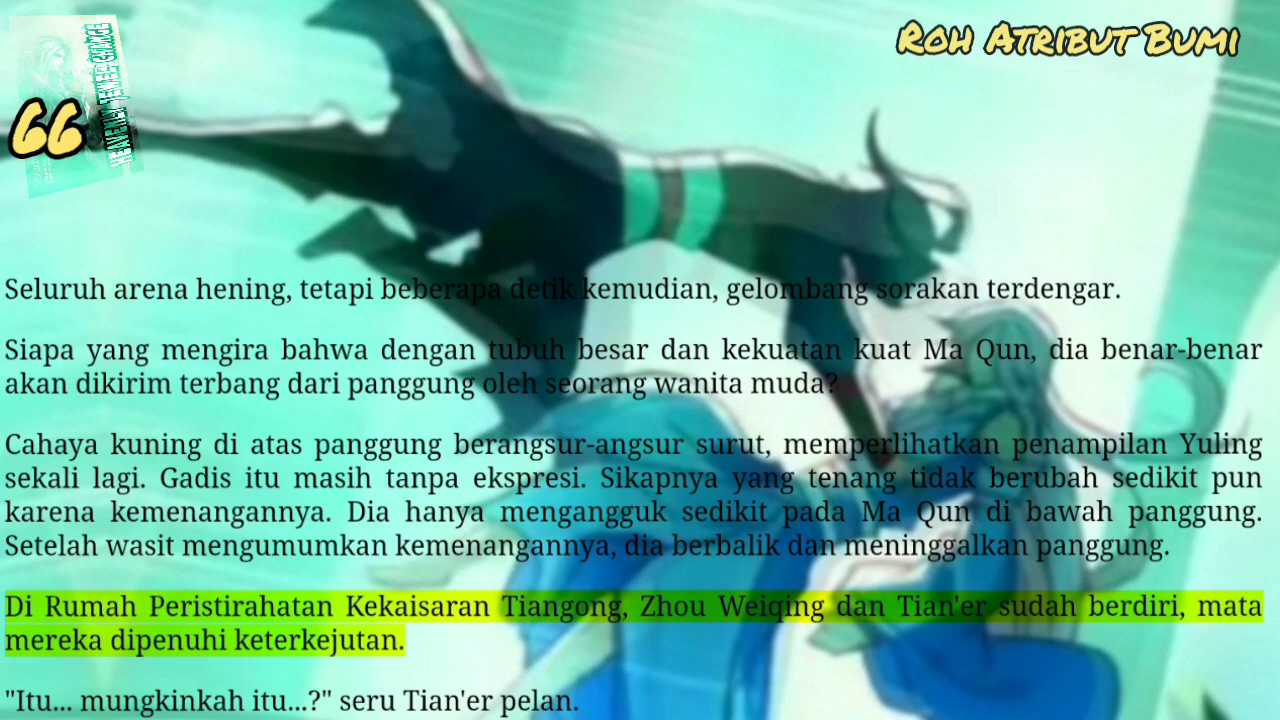 Roh Atribut Bumi
HEAVENLY JEWEL CHANGE
66
Seluruh arena hening, tetapi beberapa detik kemudian, gelombang sorakan terdengar.
Siapa yang mengira bahwa dengan tubuh besar dan kekuatan kuat Ma Qun, dia benar-benar
akan dikirim terbang dari panggung oleh seorang wanita muda?
Cahaya kuning di atas panggung berangsur-angsur surut, memperlihatkan penampilan Yuling
sekali lagi. Gadis itu masih tanpa ekspresi. Sikapnya yang tenang tidak berubah sedikit pun
karena kemenangannya. Dia hanya mengangguk sedikit pada Ma Qun di bawah panggung.
Setelah wasit mengumumkan kemenangannya, dia berbalik dan meninggalkan panggung.
Di Rumah Peristirahatan Kekaisaran Tiangong, Zhou Weiqing dan Tian'er sudah berdiri, mata
mereka dipenuhi keterkejutan.
"Itu... mungkinkah itu...?" seru Tian'er pelan.